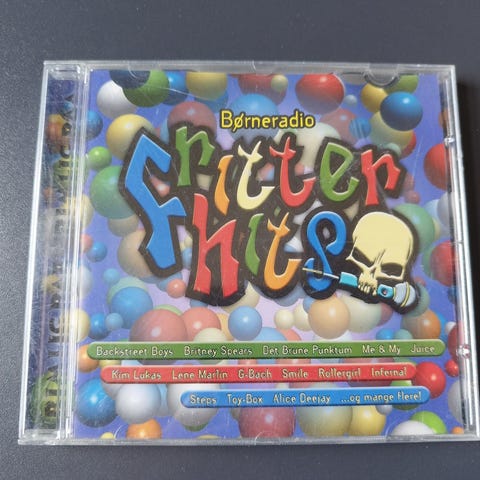 Børneradio
Fritter
hits
Backstreet Boys Britney Spears Det Brune Punktum Me & My Juice
Kim Lukas Lene Marlin G-Bach Smile Rollergirl Infernal
Steps Toy-Box Alice Deejay ...og mange flere!